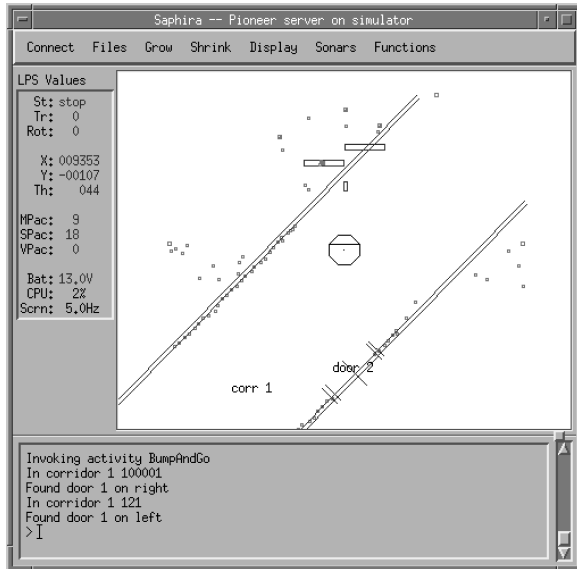 Saphira -- Pioneer server on simulator
Connect Files Grow Shrink Display Sonars Functions
LPS Values
St: stop
Tr: 0
Rot: 0
X: 009353
Y: -00107
Th: 044
MPac: 9
SPac: 18
VPac: 0
Bat: 13.0V
CPU: 2%
Scrn: 5.0Hz
door 2
corr 1
Invoking activity BumpAndGo
In corridor 1 100001
Found door 1 on right
In corridor 1 121
Found door 1 on left
>